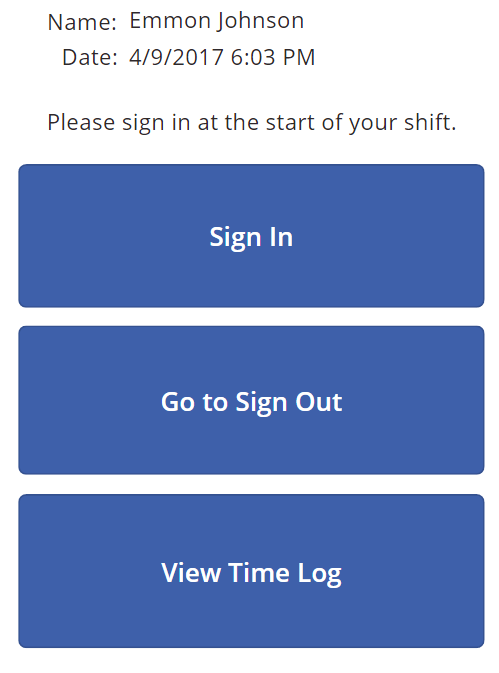 Name: Emmon Johnson
Date: 4/9/2017 6:03 PM
Please sign in at the start of your shift.
Sign In
Go to Sign Out
View Time Log